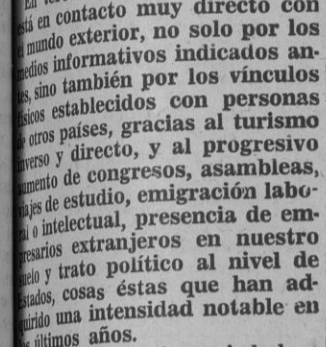 está en contacto muy directo con
el mundo exterior, no solo por los
medios informativos indicados an-
tes, sino también por los vínculos
físicos establecidos con personas
de otros países, gracias al turismo
inverso y directo, y al progresivo
aumento de congresos, asambleas,
viajes de estudio, emigración labo-
ral o intelectual, presencia de em-
presarios extranjeros en nuestro
suelo y trato político al nivel de
Estados, cosas éstas que han ad-
quirido una intensidad notable en
los últimos años.